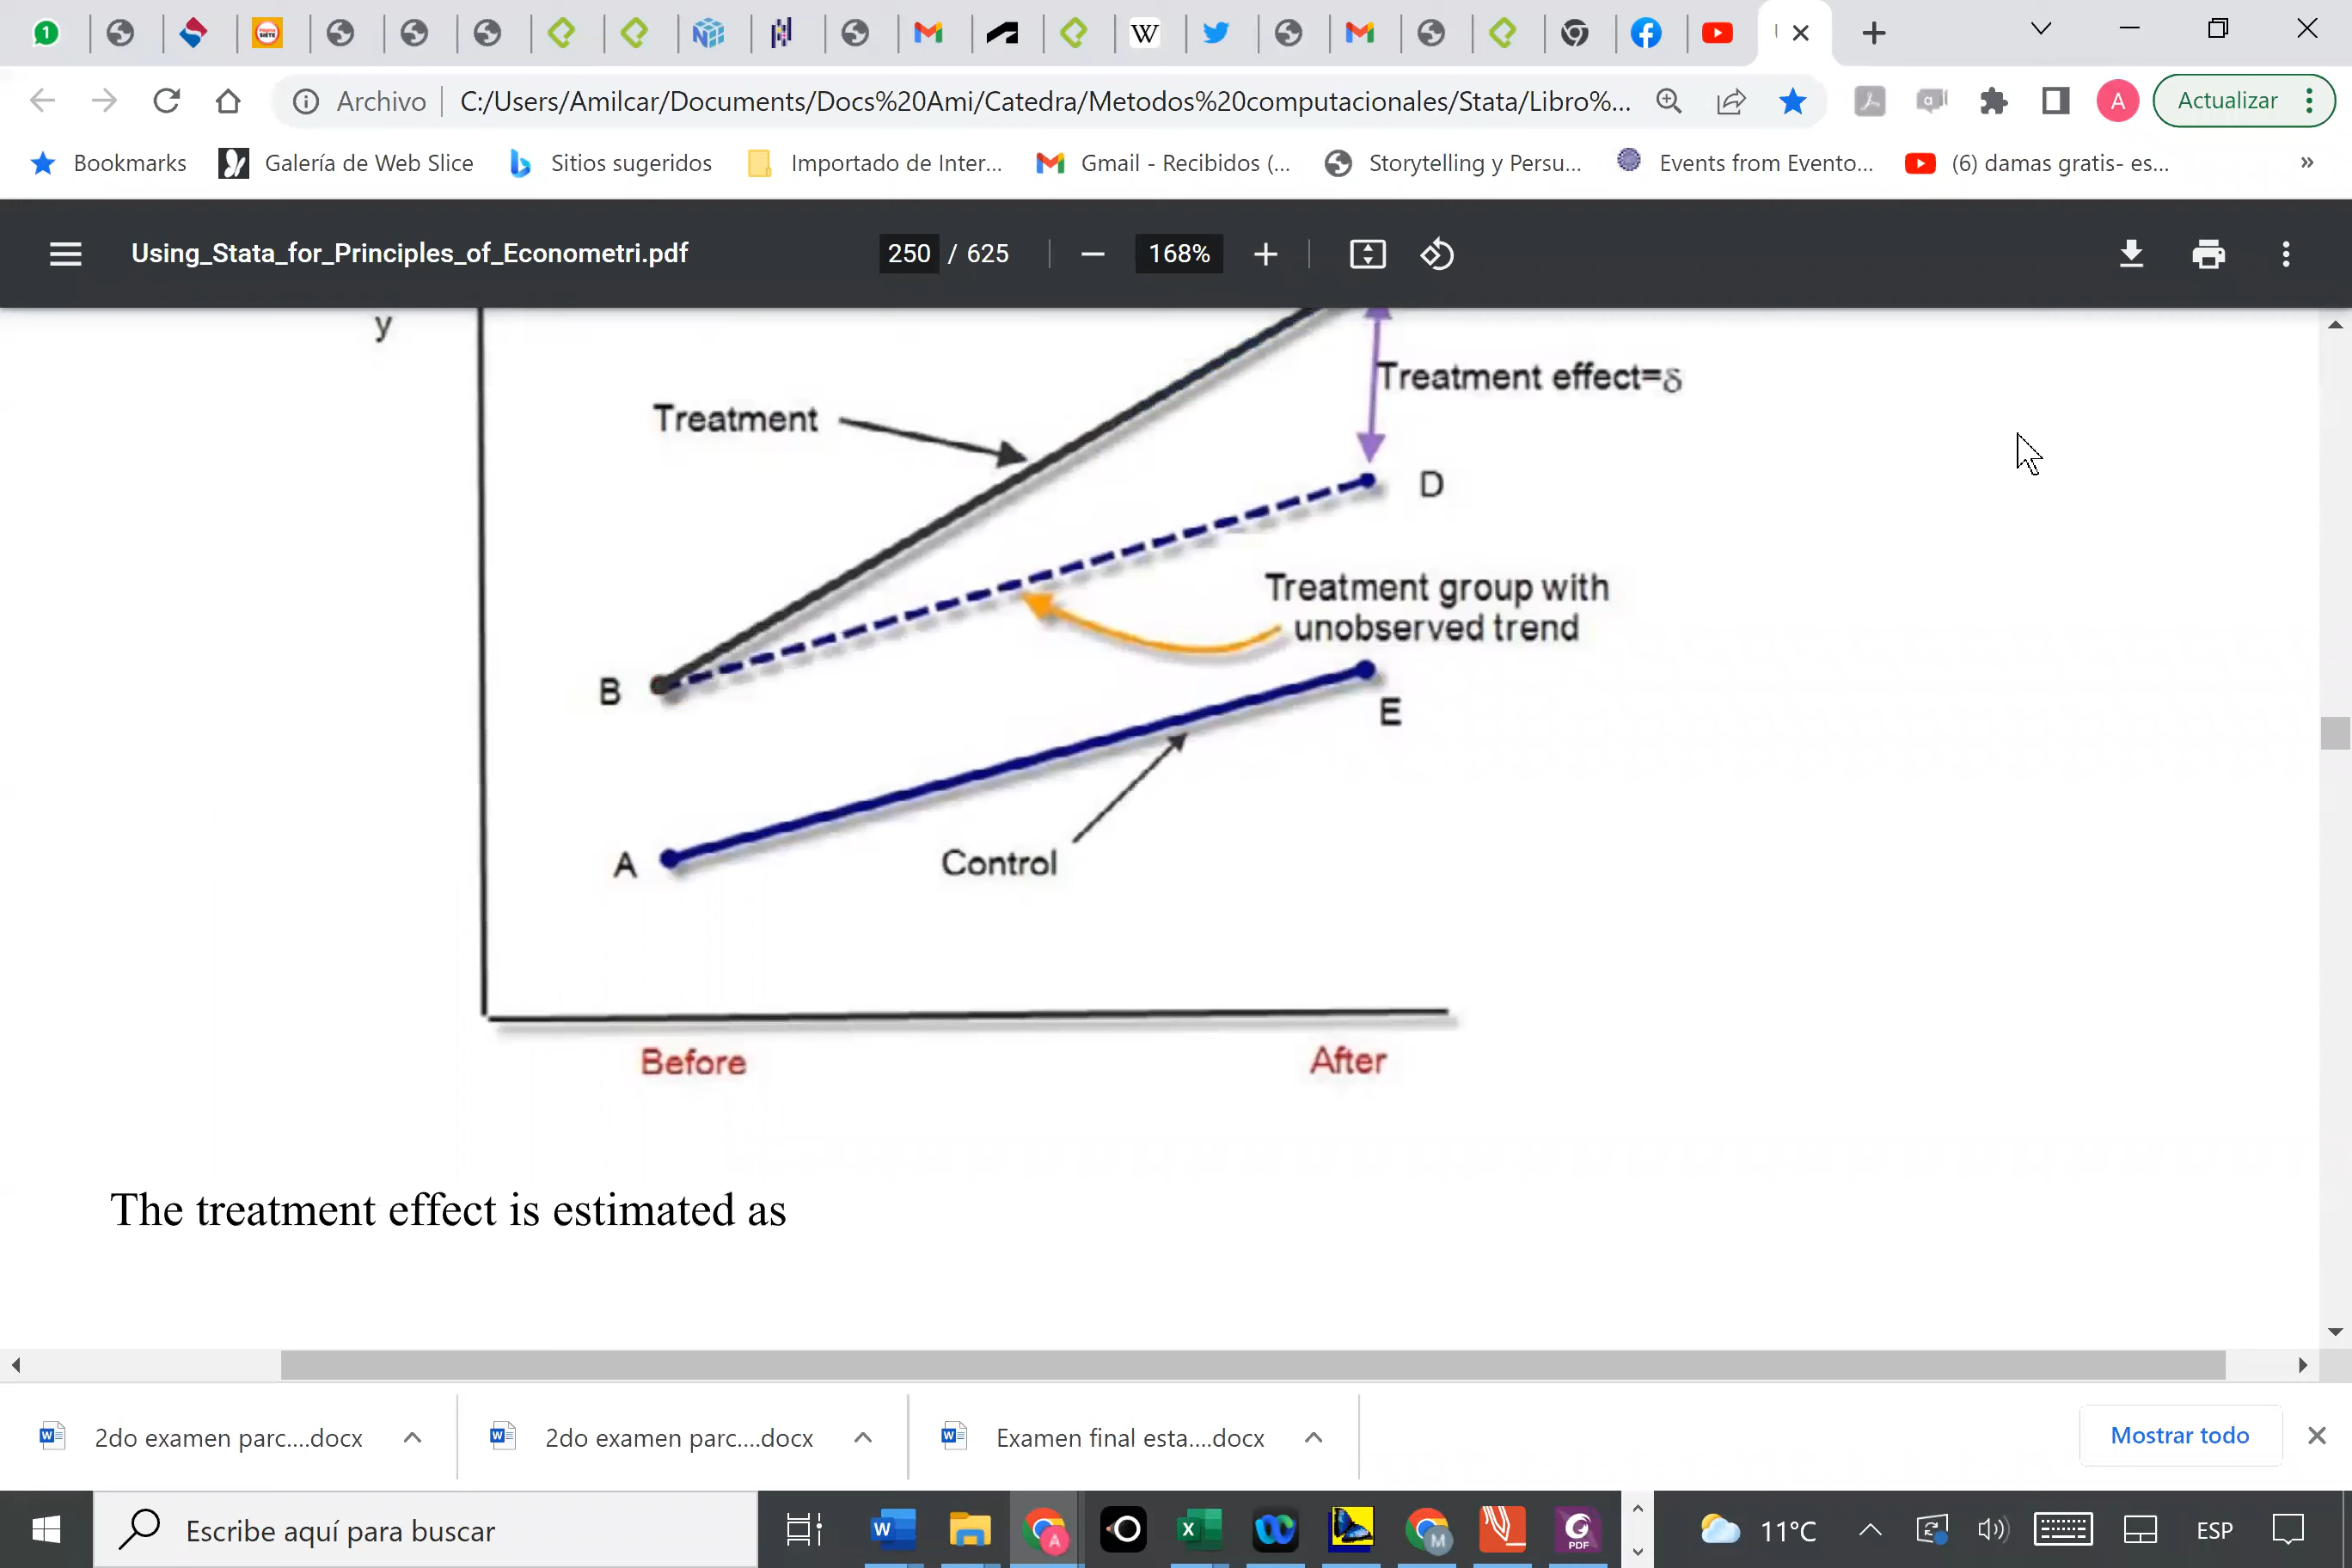 1
W
Archivo
C:/Users/Amilcar/Documents/Docs%20Ami/Catedra/Metodos%20computacionales/Stata/Libro%...
A
Actualizar
Bookmarks
Galería de Web Slice
Sitios sugeridos
Importado de Inter...
Gmail - Recibidos (...
Storytelling y Persu...
Events from Evento...
(6) damas gratis- es...
»
Using_Stata_for_Principles_of_Econometri.pdf
250 / 625
168%
y
Treatment effect=δ
Treatment
D
Treatment group with
unobserved trend
B
E
A
Control
Before
After
The treatment effect is estimated as
2do examen parc....docx
2do examen parc....docx
Examen final esta....docx
Mostrar todo
Escribe aquí para buscar
11°C
ESP